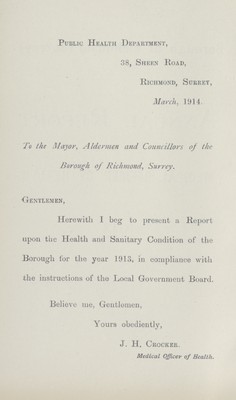 Public Health Department,
38, Sheen Road,
Richmond, Surrey,
March, 1914.
To the Mayor, Aldermen and Councillors of the
Borough of Richmond, Surrey.
Gentlemen,
Herewith I beg to present a Report
upon the Health and Sanitary Condition of the
Borough for the year 1913, in compliance with
the instructions of the Local Government Board.
Believe me, Gentlemen,
Yours obediently,
J. H. Crocker.
Medical Officer of Health.